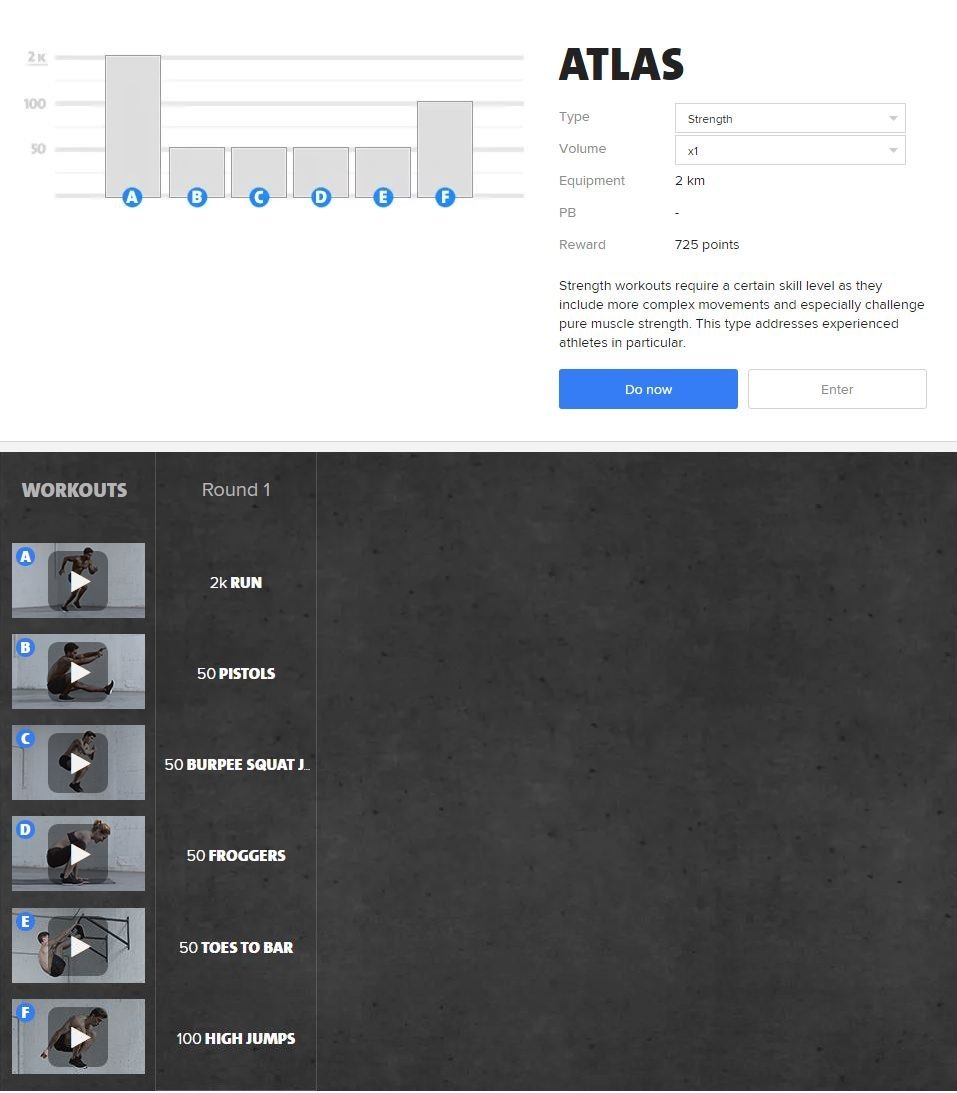 2K
100
50
A B C D E F
ATLAS
Type Strength
Volume x1
Equipment 2 km
PB -
Reward 725 points
Strength workouts require a certain skill level as they
include more complex movements and especially challenge
pure muscle strength. This type addresses experienced
athletes in particular.
Do now Enter
WORKOUTS Round 1
A 2k RUN
B 50 PISTOLS
C 50 BURPEE SQUAT J...
D 50 FROGGERS
E 50 TOES TO BAR
F 100 HIGH JUMPS